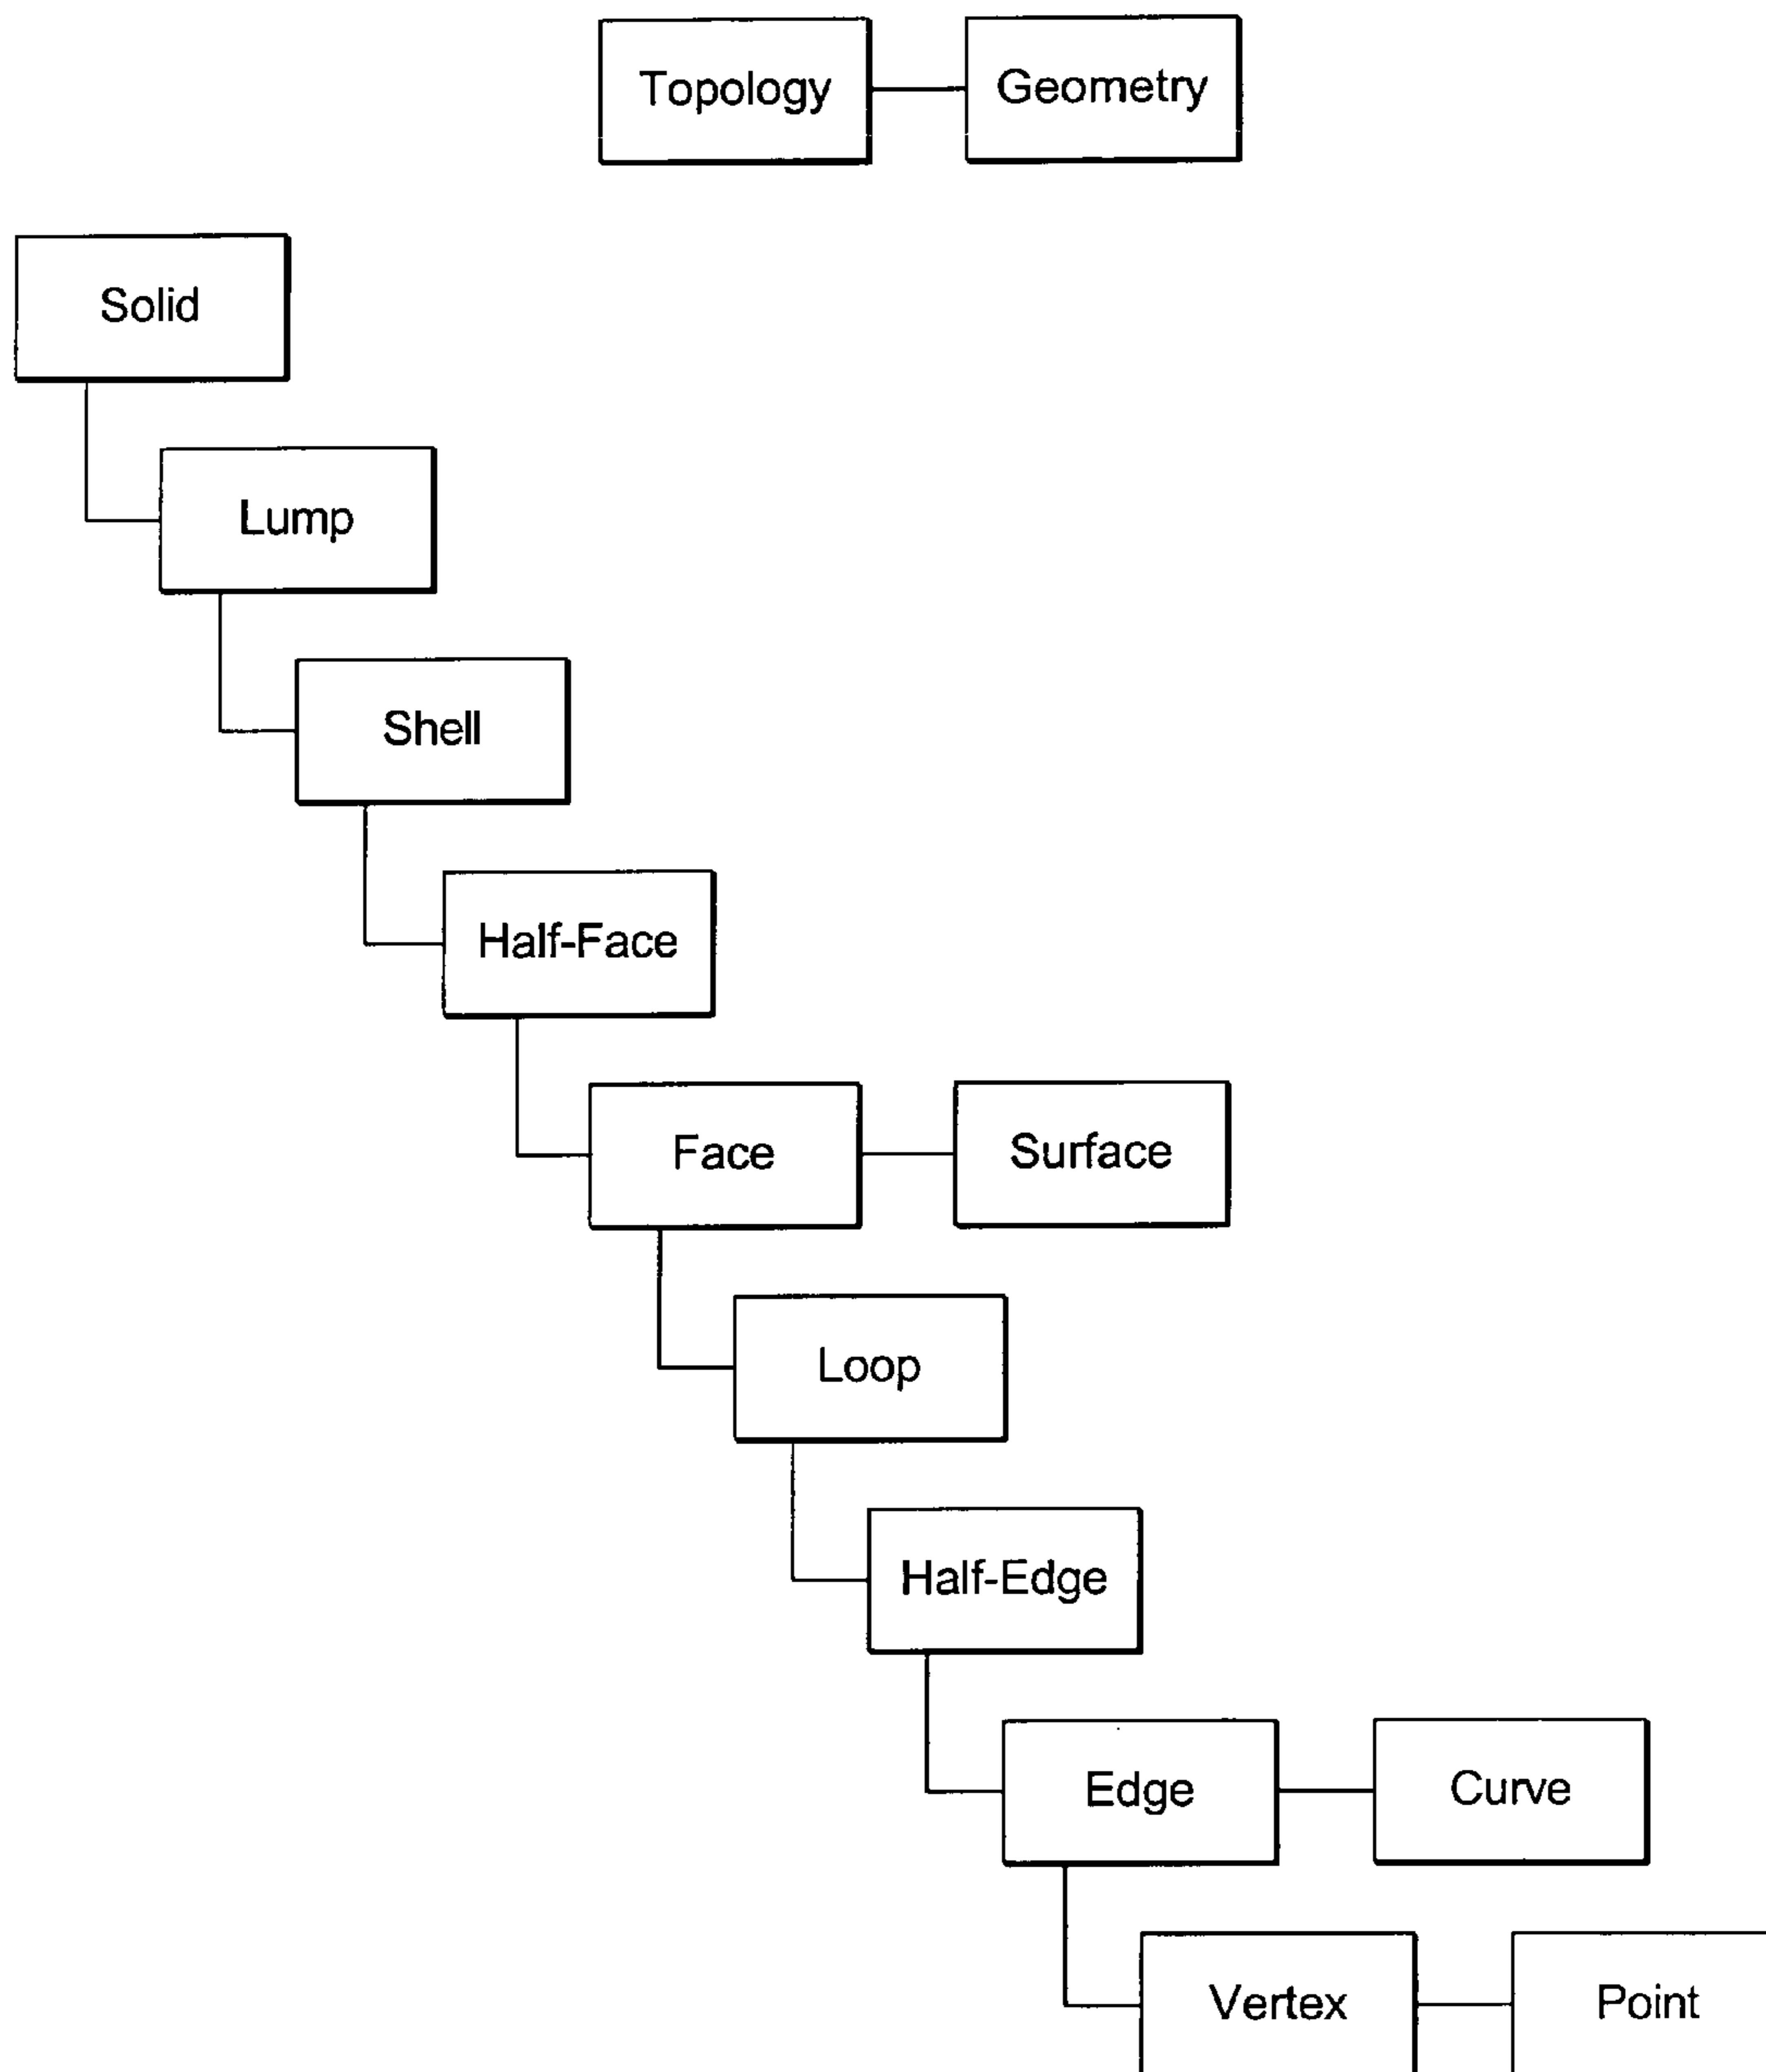 Topology Geometry
Solid
Lump
Shell
Half-Face
Face Surface
Loop
Half-Edge
Edge Curve
Vertex Point